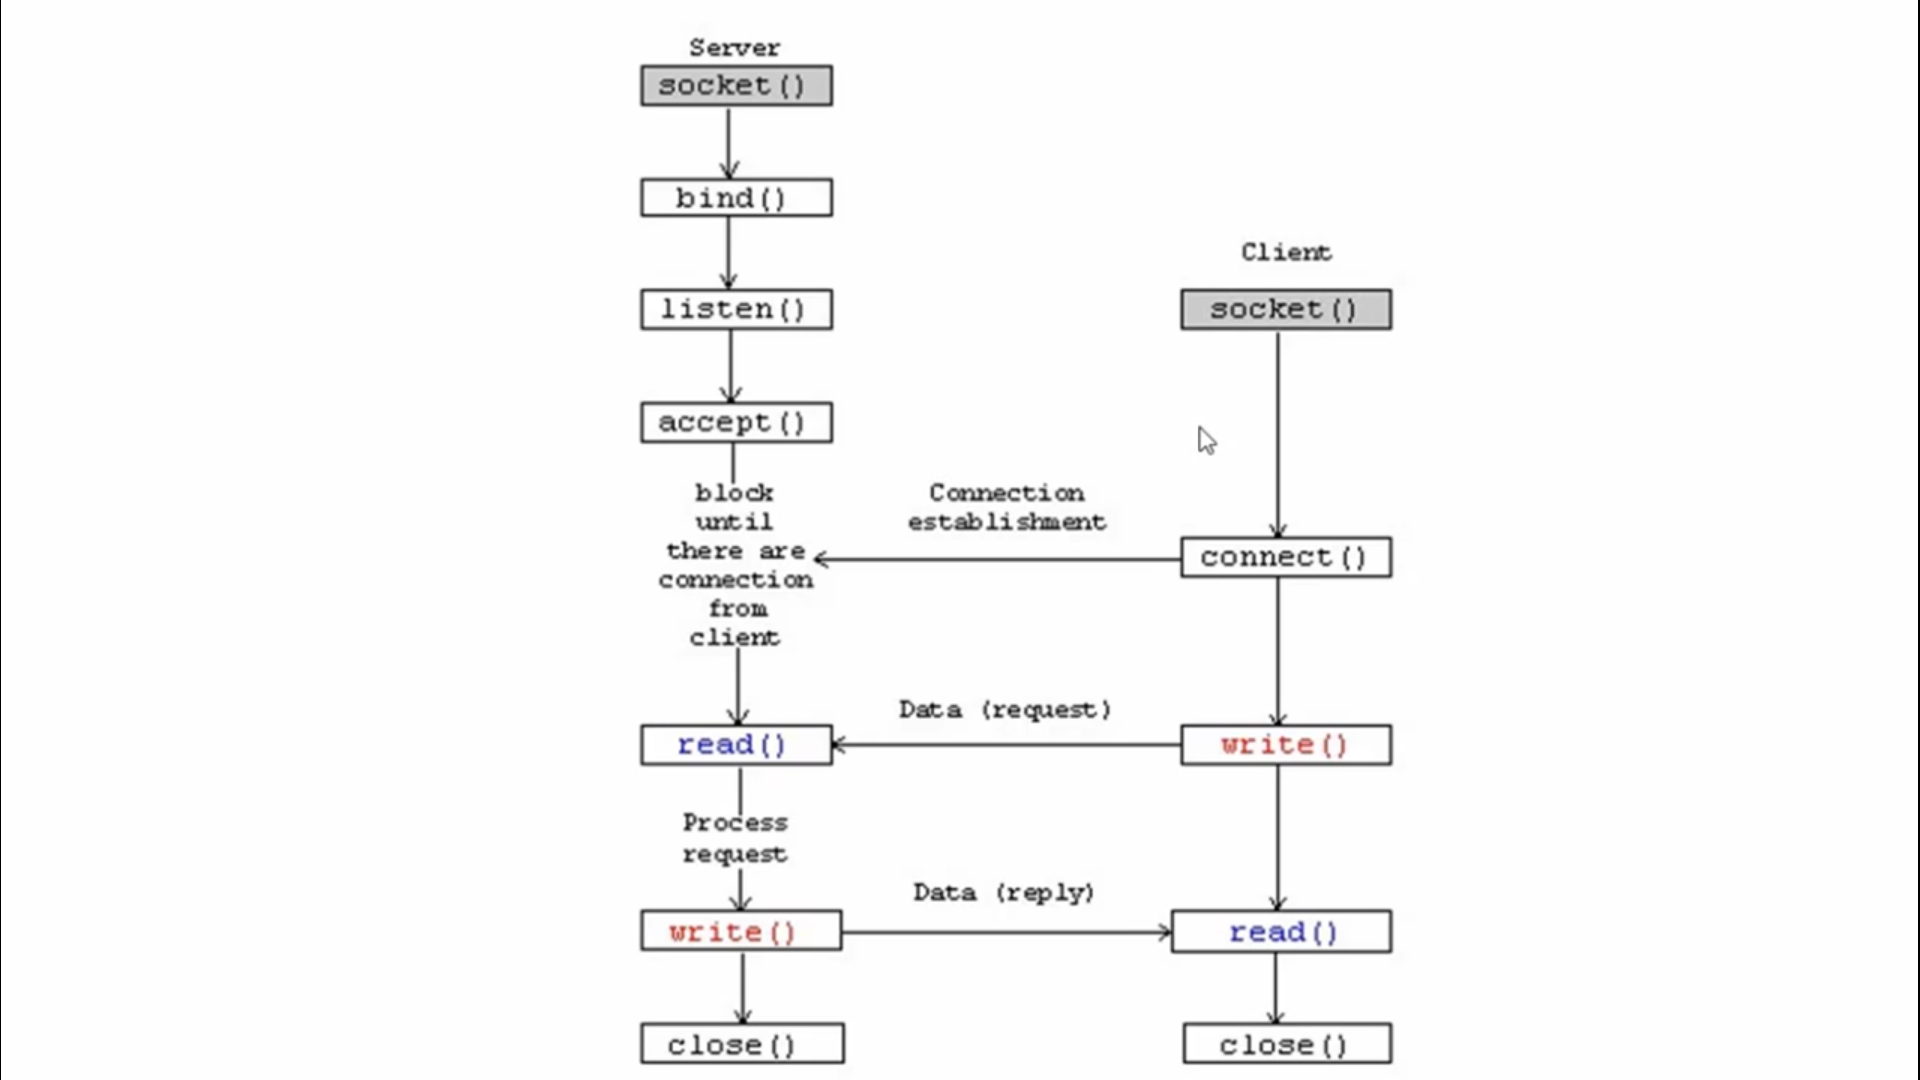 Server
socket()
bind()
listen()
accept()
block
until
there are
connection
from
client
read()
Process
request
write()
close()
Connection
establishment
Data (request)
Data (reply)
Client
socket()
connect()
write()
read()
close()